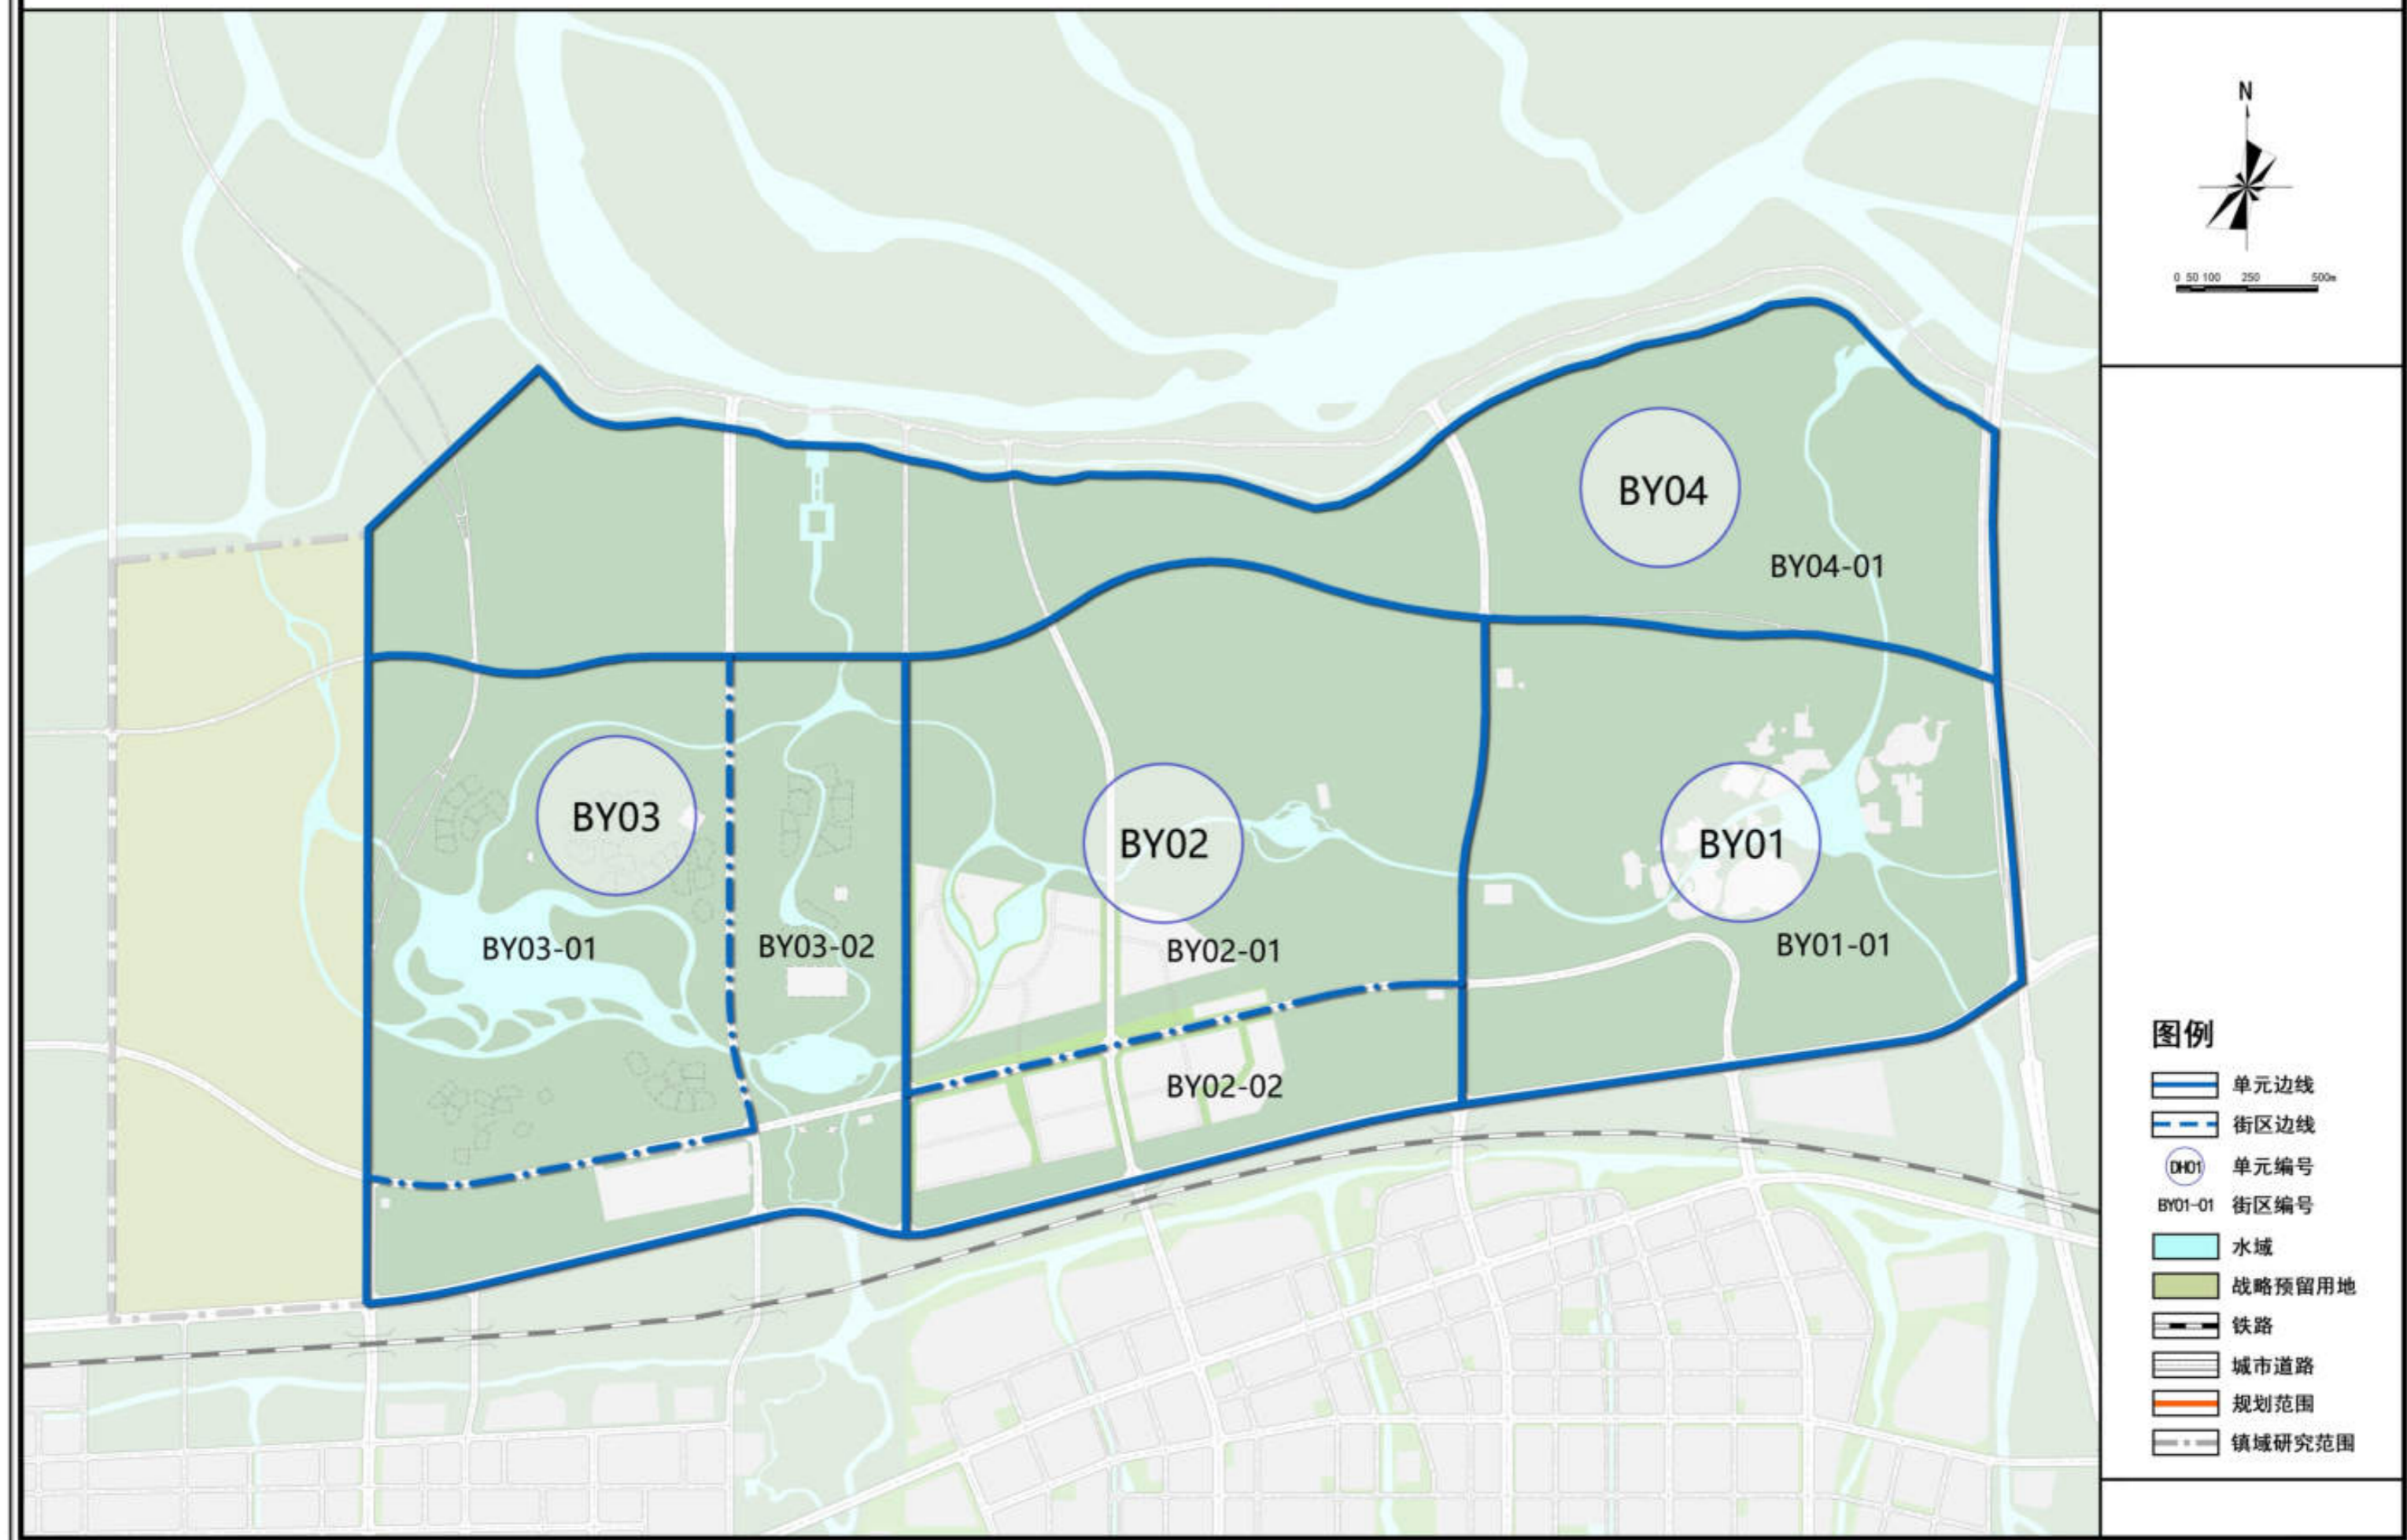 N
0 50 100 250 500m
BY04
BY04-01
BY03
BY02
BY01
BY03-01
BY03-02
BY02-01
BY01-01
BY02-02
图例
单元边线
街区边线
DH01 单元编号
BY01-01 街区编号
水域
战略预留用地
铁路
城市道路
规划范围
镇域研究范围